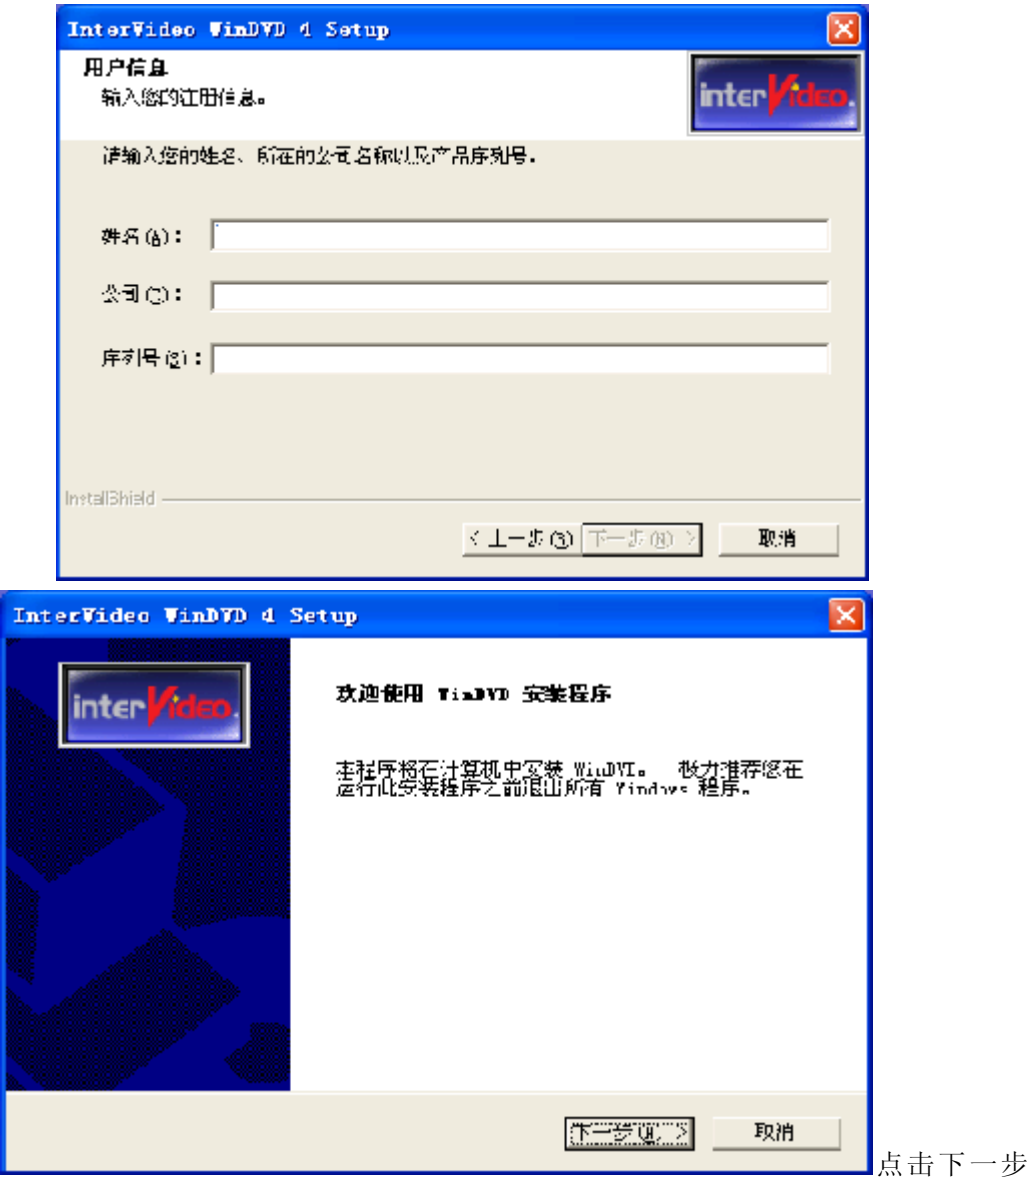 InterVideo WinDVD 4 Setup
用户信息
输入您的注册信息。
interVideo.
请输入您的姓名、所在的公司名称以及产品序列号.
姓名(A):
公司(C):
序列号(S):
InstallShield
< 上一步(B) 下一步(N) > 取消
InterVideo WinDVD 4 Setup
interVideo.
欢迎使用 WinDVD 安装程序
本程序将在计算机中安装 WinDVD。 极力推荐您在
运行此安装程序之前退出所有 Windows 程序。
下一步(N) > 取消
点击下一步